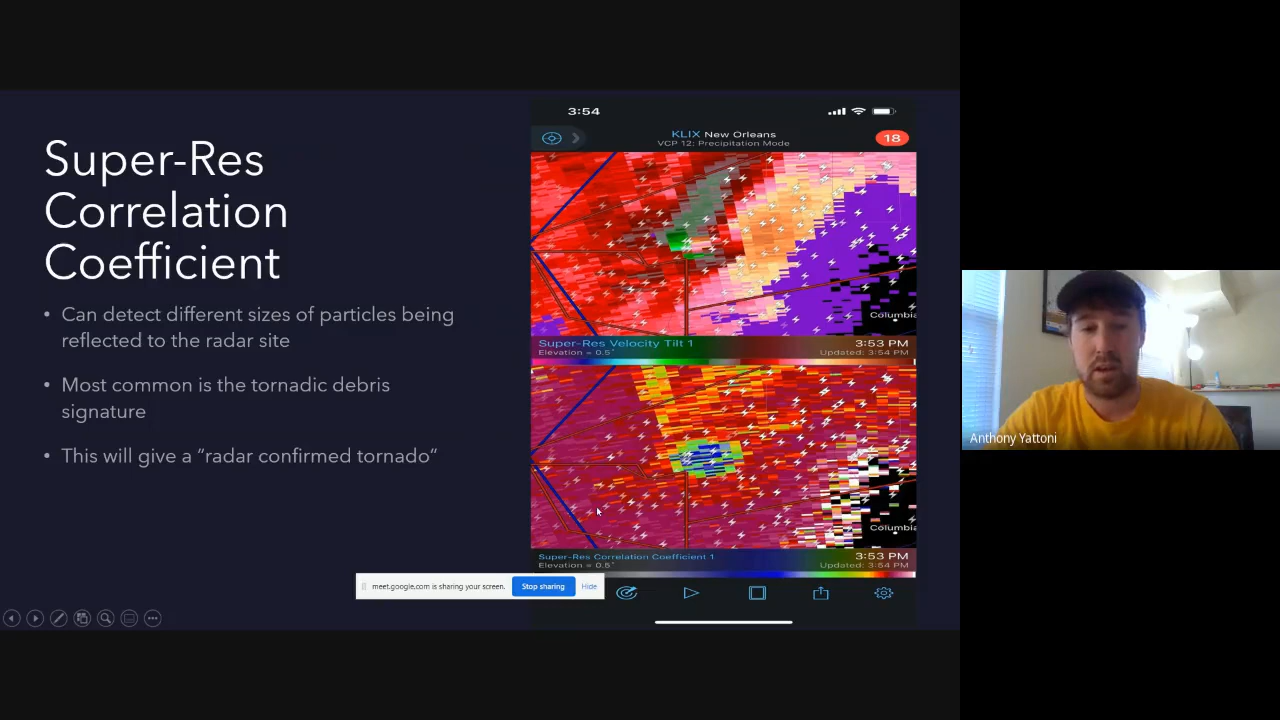 Super-Res
Correlation
Coefficient
• Can detect different sizes of particles being
reflected to the radar site
• Most common is the tornadic debris
signature
• This will give a “radar confirmed tornado”
3:54
KLIX New Orleans
VCP 12: Precipitation Mode
18
Columbia
Super-Res Velocity Tilt 1
3:53 PM
Elevation = 0.5°
Updated: 3:54 PM
Columbia
Super-Res Correlation Coefficient 1
3:53 PM
Elevation = 0.5°
Updated: 3:54 PM
meet.google.com is sharing your screen.
Stop sharing
Hide
Anthony Yattoni